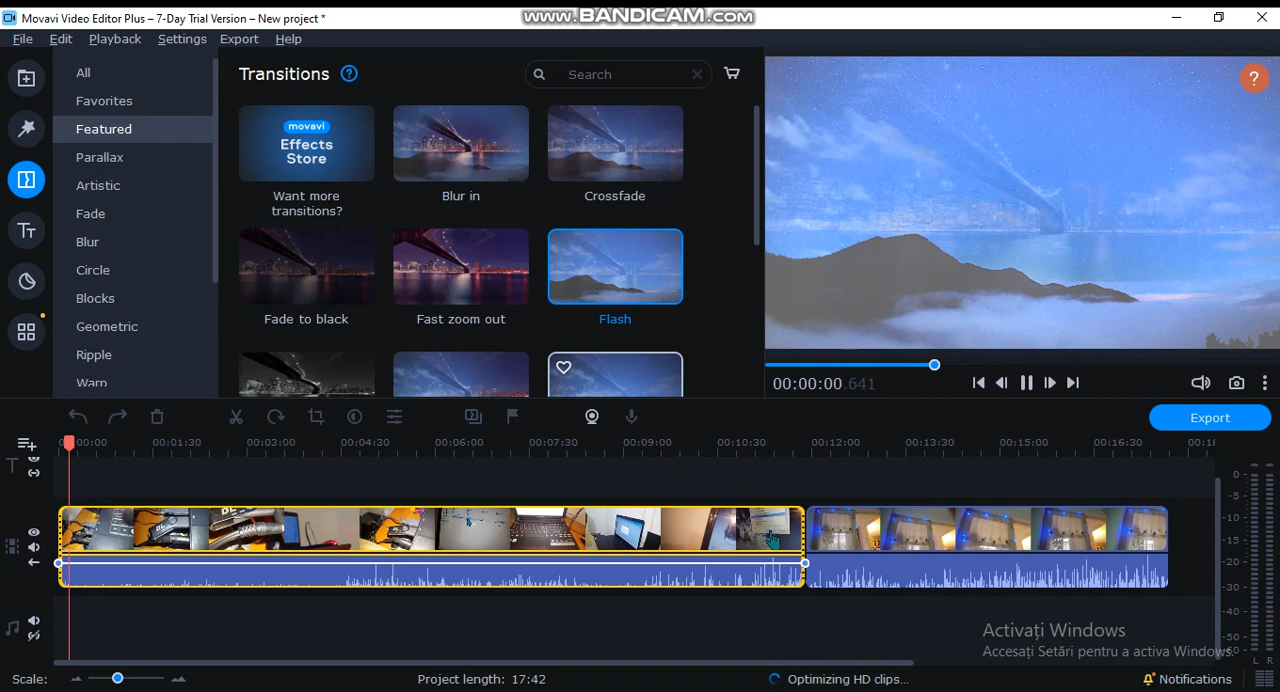 Movavi Video Editor Plus – 7-Day Trial Version – New project *
www.BANDICAM.com
File Edit Playback Settings Export Help
All
Favorites
Featured
Parallax
Artistic
Fade
Blur
Circle
Blocks
Geometric
Ripple
Warp
Transitions ?
Search
movavi
Effects
Store
Want more
transitions?
Blur in
Crossfade
Fade to black
Fast zoom out
Flash
?
00:00:00.641
Export
00:00 00:01:30 00:03:00 00:04:30 00:06:00 00:07:30 00:09:00 00:10:30 00:12:00 00:13:30 00:15:00 00:16:30
0
-5
-10
-15
-20
-30
-40
-50
-60
L R
Activați Windows
Accesați Setări pentru a activa Windows.
Scale:
Project length: 17:42
Optimizing HD clips...
Notifications